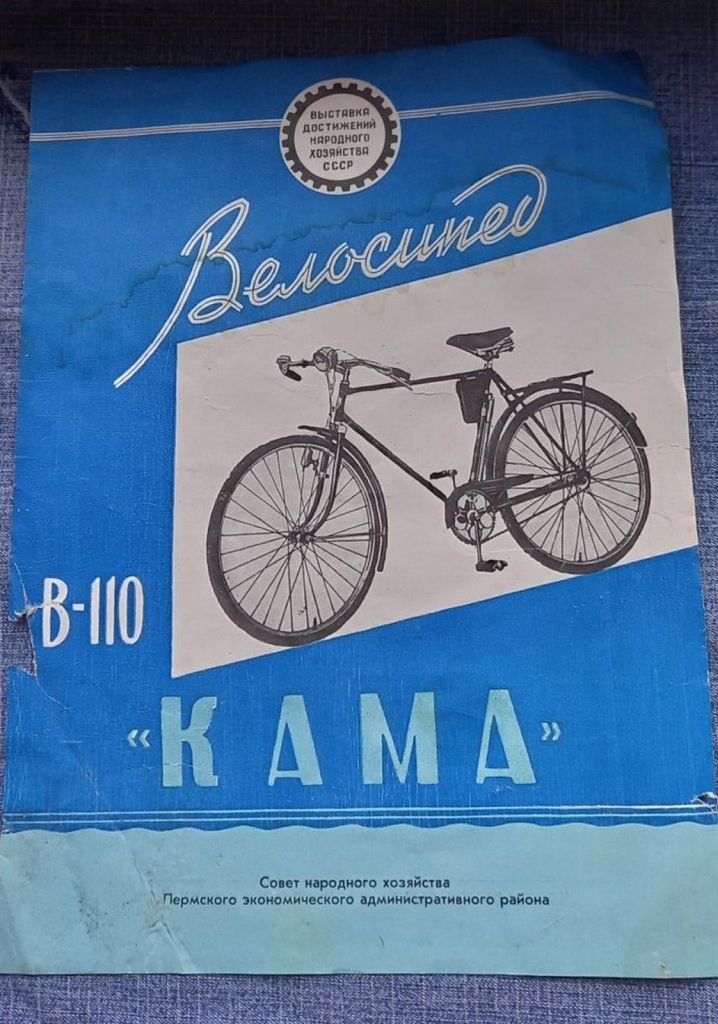 ВЫСТАВКА
ДОСТИЖЕНИЙ
НАРОДНОГО
ХОЗЯЙСТВА
СССР
Велосипед
В-110
«КАМА»
Совет народного хозяйства
Пермского экономического административного района